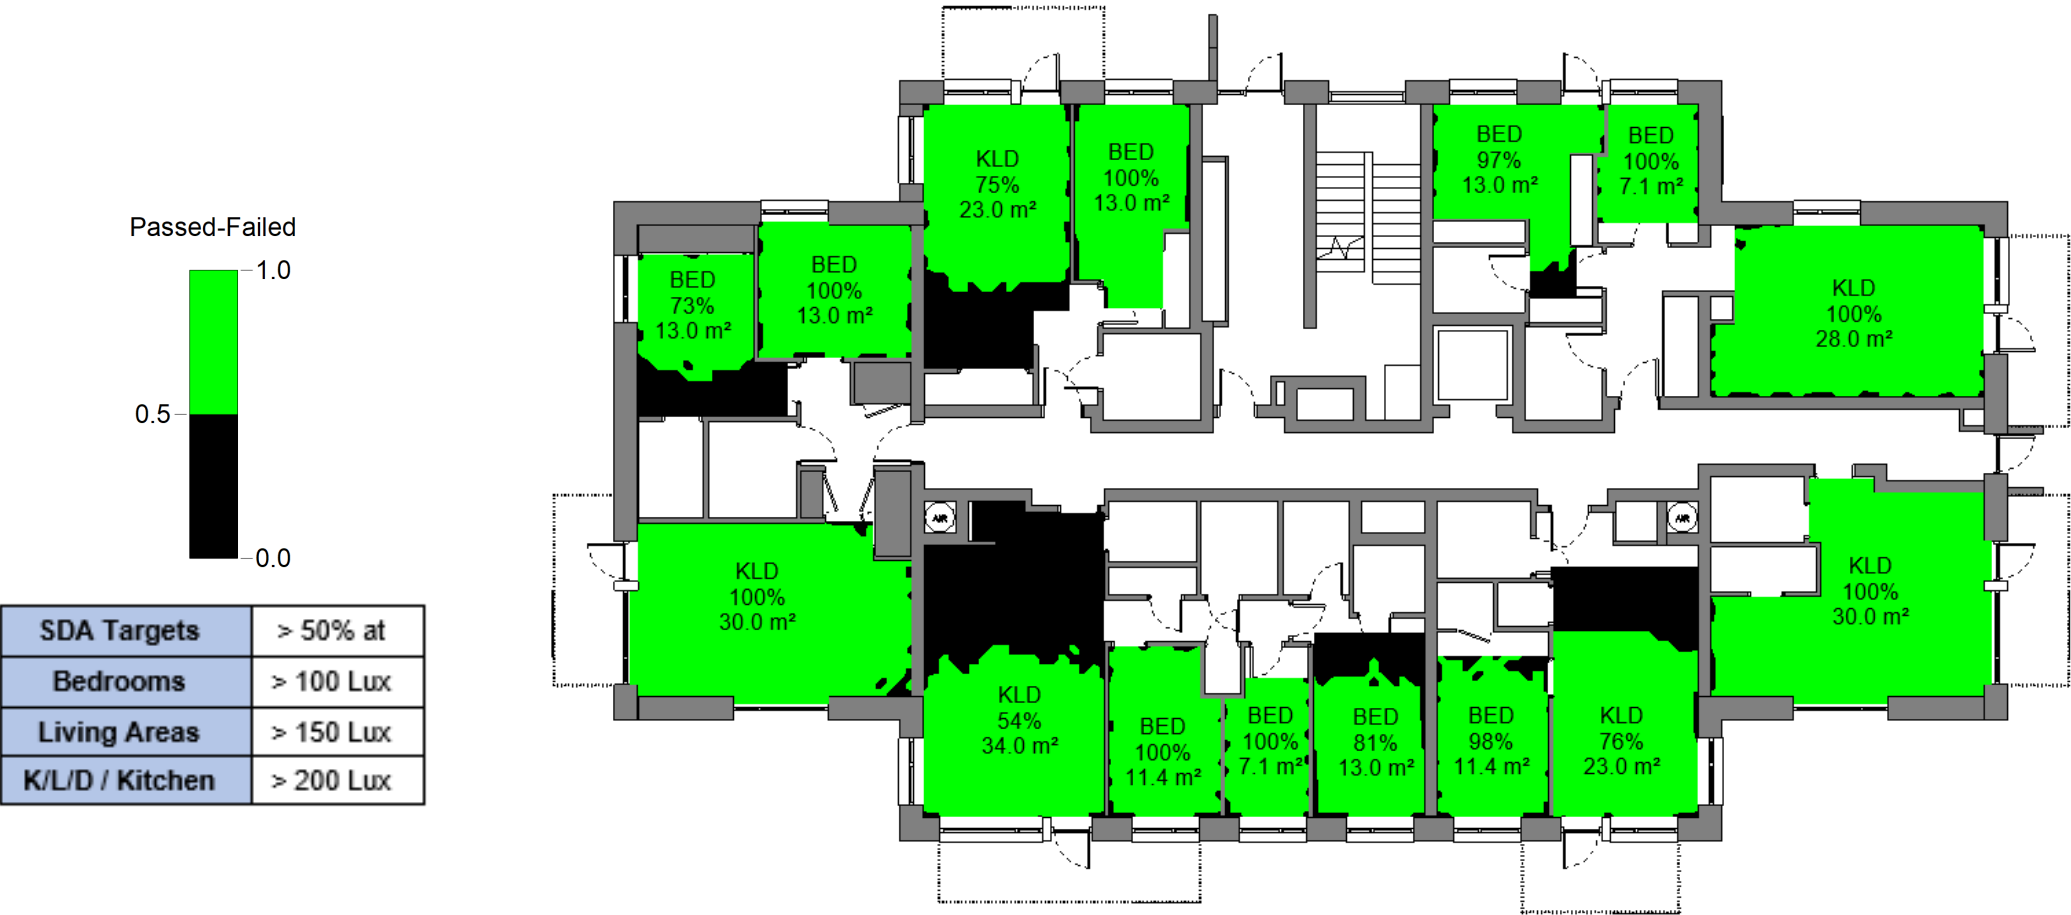 Passed-Failed
1.0
0.5
0.0
SDA Targets > 50% at
Bedrooms > 100 Lux
Living Areas > 150 Lux
K/L/D / Kitchen > 200 Lux
KLD
75%
23.0 m²
BED
100%
13.0 m²
BED
97%
13.0 m²
BED
100%
7.1 m²
BED
73%
13.0 m²
BED
100%
13.0 m²
KLD
100%
28.0 m²
AIR
AIR
KLD
100%
30.0 m²
KLD
100%
30.0 m²
KLD
54%
34.0 m²
BED
100%
11.4 m²
BED
100%
7.1 m²
BED
81%
13.0 m²
BED
98%
11.4 m²
KLD
76%
23.0 m²